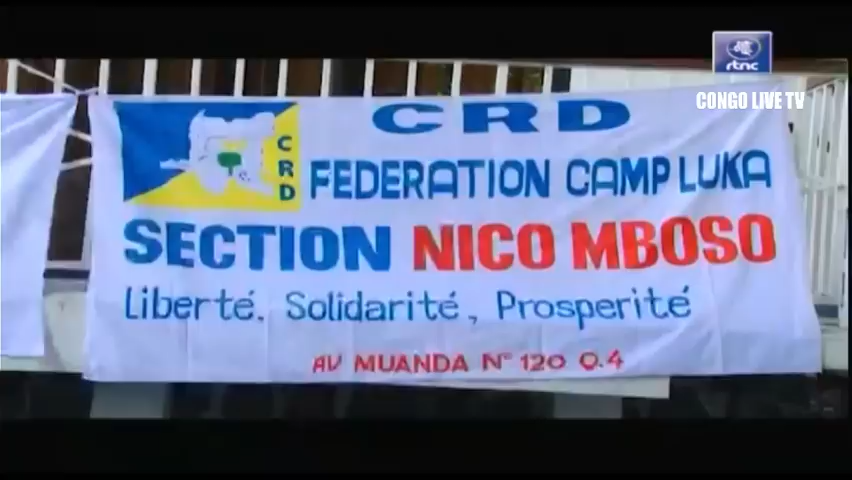 rtnc
CONGO LIVE TV
CRD
CRD
FEDERATION CAMP LUKA
SECTION NICO MBOSO
Liberté, Solidarité, Prosperité
AV MUANDA N° 120 Q.4